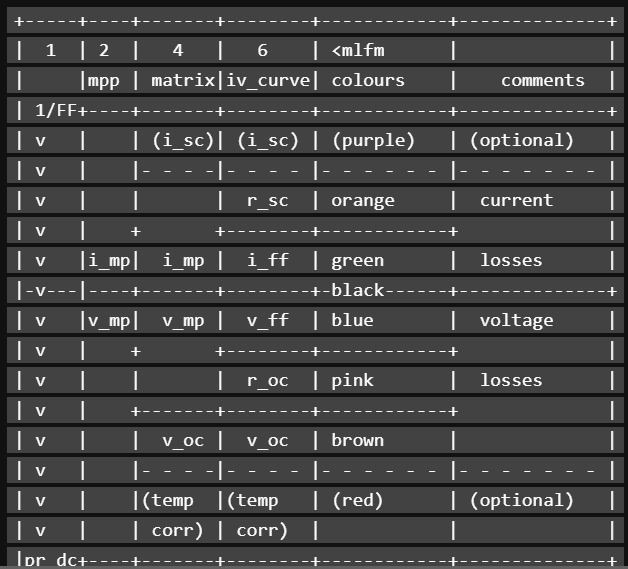 +-----+----+-------+--------+------------+--------------+
|  1  | 2  |   4   |   6    | <mlfm      |              |
|     |mpp | matrix|iv_curve| colours    |    comments  |
| 1/FF+----+-------+--------+------------+--------------+
| v   |    | (i_sc)| (i_sc) | (purple)   | (optional)   |
| v   |    |- - - -|- - - - |- - - - - - |- - - - - - - |
| v   |    |       |  r_sc  | orange     |  current     |
| v   |    +       +--------+------------+              |
| v   |i_mp|  i_mp |  i_ff  | green      |  losses      |
|-v---|----+-------+--------+-black------+--------------+
| v   |v_mp|  v_mp |  v_ff  | blue       |  voltage     |
| v   |    +       +--------+------------+              |
| v   |    |       |  r_oc  | pink       |  losses      |
| v   |    +-------+--------+------------+              |
| v   |    |  v_oc |  v_oc  | brown      |              |
| v   |    |- - - -|- - - - |- - - - - - |- - - - - - - |
| v   |    |(temp  |(temp   | (red)      | (optional)   |
| v   |    | corr) | corr)  |            |              |
|pr_dc+----+-------+--------+------------+--------------+